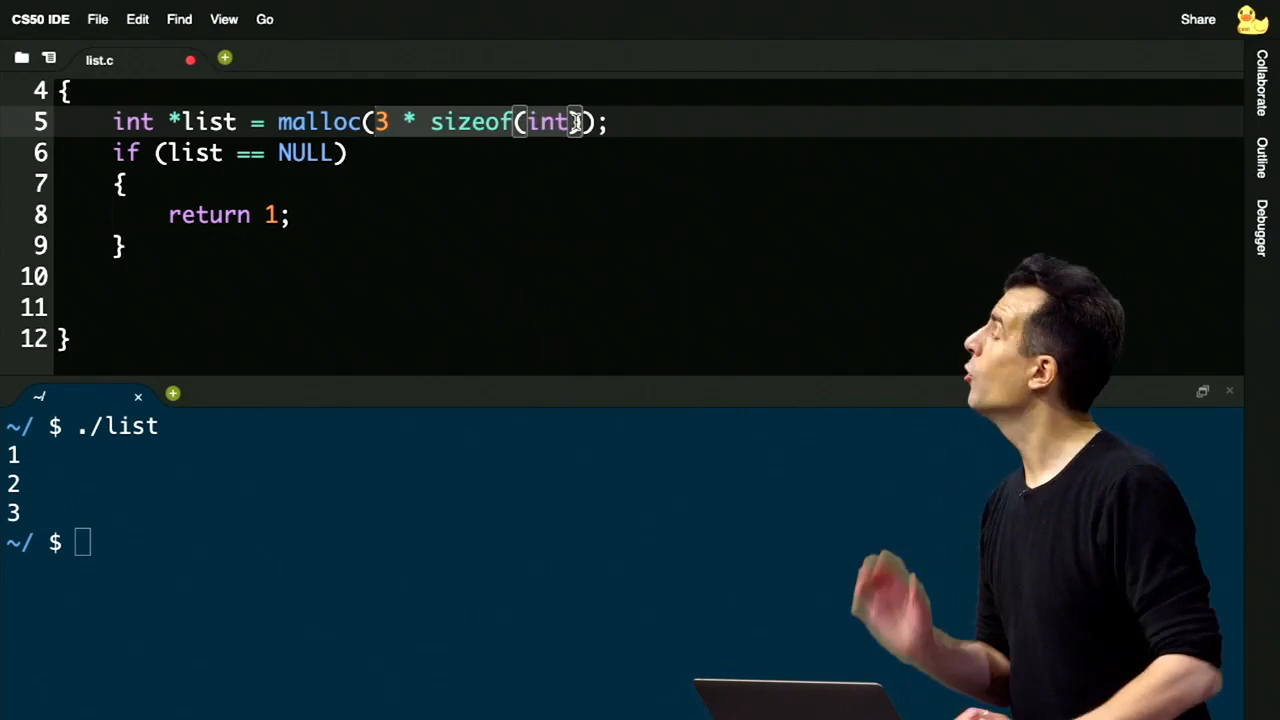 CS50 IDE File Edit Find View Go Share
list.c
Collaborate
Outline
Debugger
4 {
5 int *list = malloc(3 * sizeof(int));
6 if (list == NULL)
7 {
8 return 1;
9 }
10
11
12 }
~/
~/ $ ./list
1
2
3
~/ $